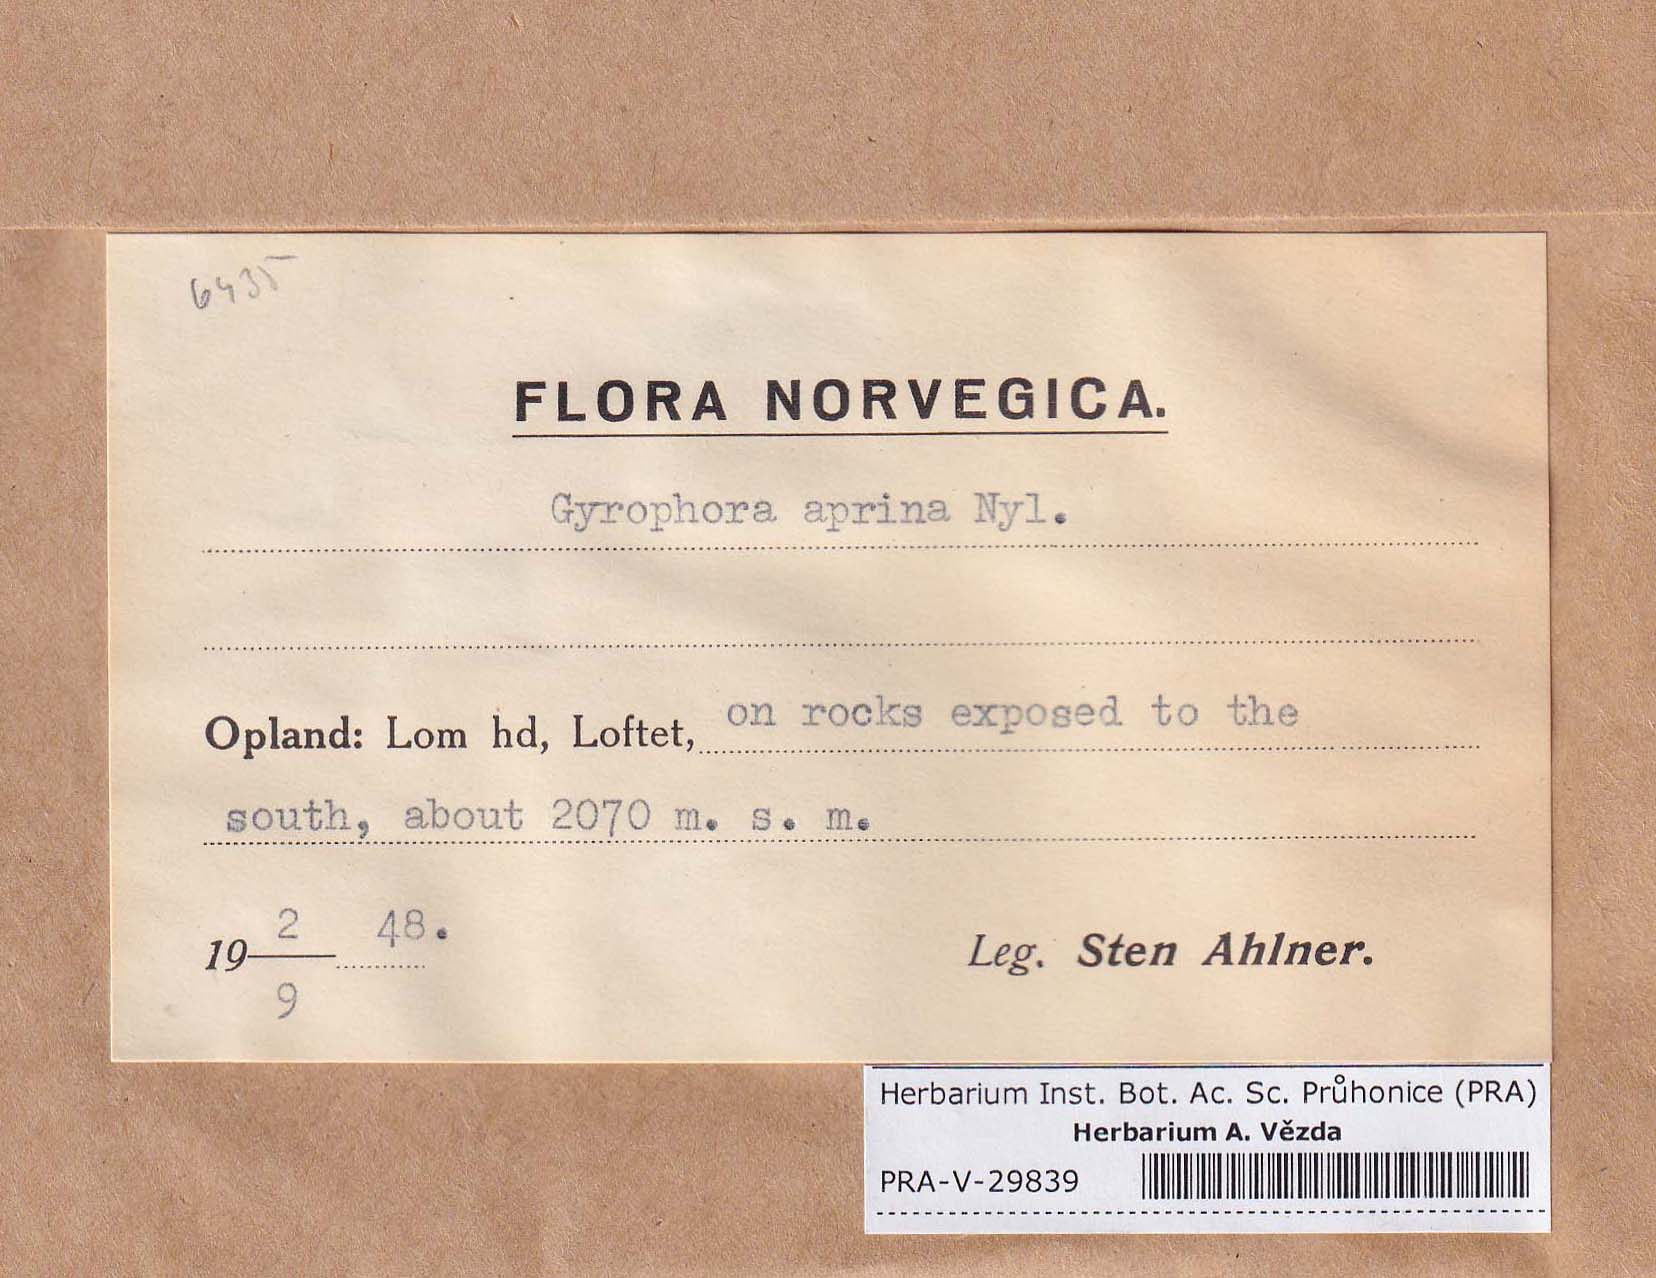 6435
FLORA NORVEGICA.
Gyrophora aprina Nyl.
Opland: Lom hd, Loftet, on rocks exposed to the
south, about 2070 m. s. m.
19 2/9 48.
Leg. Sten Ahlner.
Herbarium Inst. Bot. Ac. Sc. Průhonice (PRA)
Herbarium A. Vězda
PRA-V-29839